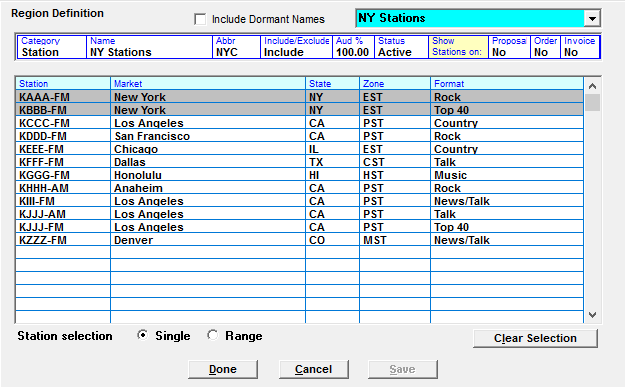 Region Definition
Include Dormant Names
NY Stations
Category Name Abbr Include/Exclude Aud % Status Show Proposal Order Invoice
Station NY Stations NYC Include 100.00 Active Stations on: No No No
Station Market State Zone Format
KAAA-FM New York NY EST Rock
KBBB-FM New York NY EST Top 40
KCCC-FM Los Angeles CA PST Country
KDDD-FM San Francisco CA PST Rock
KEEE-FM Chicago IL EST Country
KFFF-FM Dallas TX CST Talk
KGGG-FM Honolulu HI HST Music
KHHH-AM Anaheim CA PST Rock
KIII-FM Los Angeles CA PST News/Talk
KJJJ-AM Los Angeles CA PST Talk
KJJJ-FM Los Angeles CA PST Top 40
KZZZ-FM Denver CO MST News/Talk
Station selection Single Range
Clear Selection
Done Cancel Save